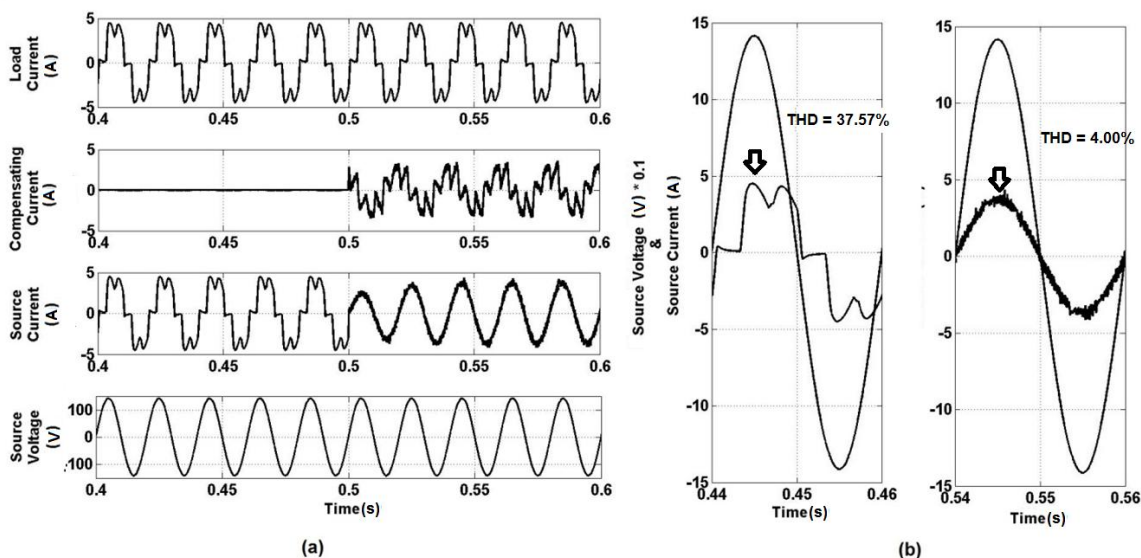 Load
Current
(A)
5
0
-5
0.4
0.45
0.5
0.55
0.6
Compensating
Current
(A)
5
0
-5
0.4
0.45
0.5
0.55
0.6
Source
Current
(A)
5
0
-5
0.4
0.45
0.5
0.55
0.6
Source
Voltage
(V)
100
0
100
0.4
0.45
0.5
0.55
0.6
Time(s)
(a)
Source Voltage (V) * 0.1
&
Source Current (A)
15
10
5
0
-5
-10
-15
0.44
0.45
0.46
Time(s)
THD = 37.57%
15
10
5
0
-5
-10
-15
0.54
0.55
0.56
Time(s)
THD = 4.00%
(b)